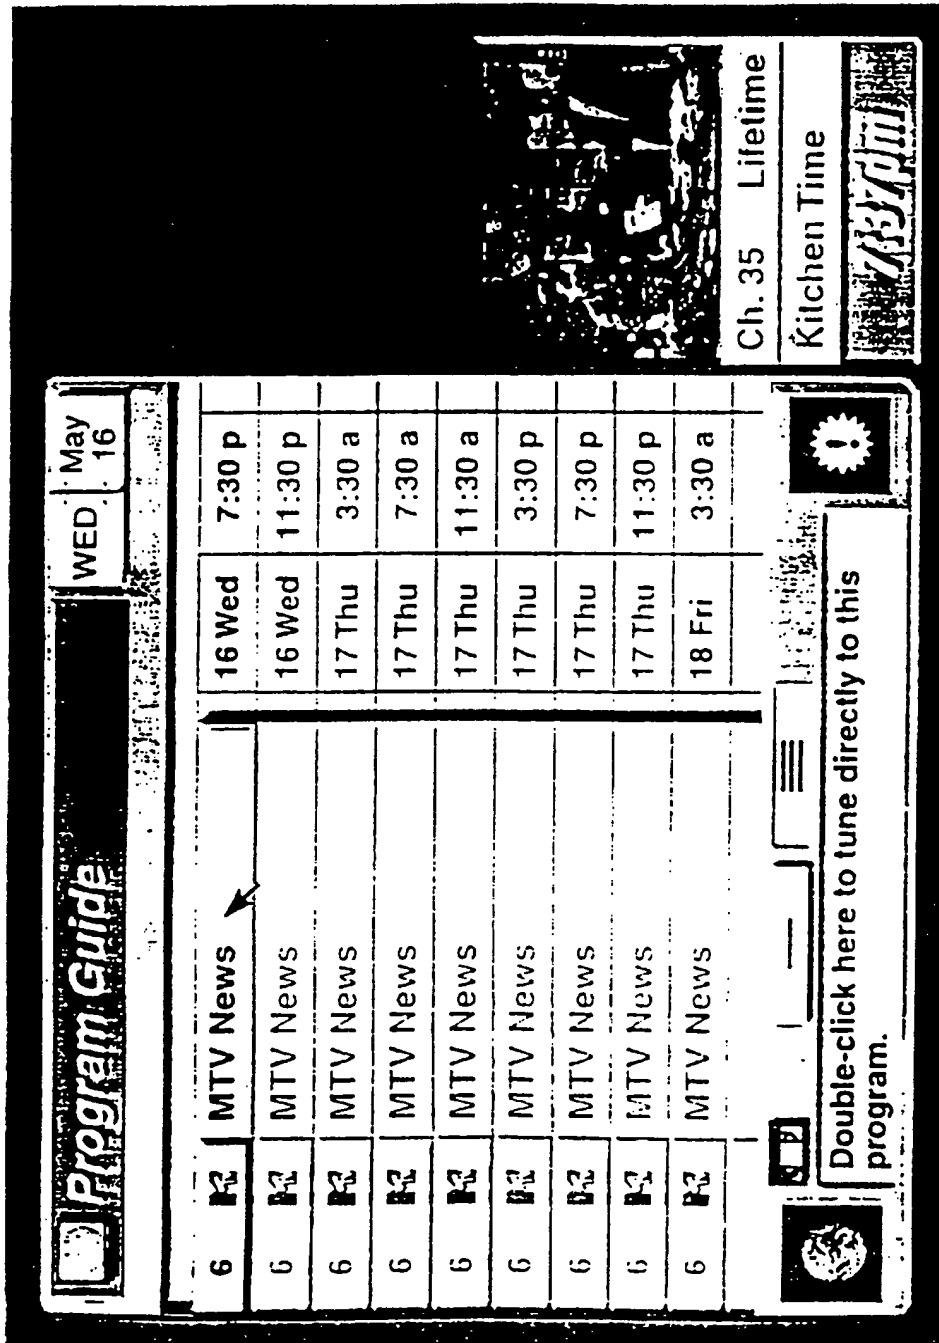 Program Guide
WED May 16
6 MTV News 16 Wed 7:30 p
6 MTV News 16 Wed 11:30 p
6 MTV News 17 Thu 3:30 a
6 MTV News 17 Thu 7:30 a
6 MTV News 17 Thu 11:30 a
6 MTV News 17 Thu 3:30 p
6 MTV News 17 Thu 7:30 p
6 MTV News 17 Thu 11:30 p
6 MTV News 18 Fri 3:30 a
Double-click here to tune directly to this
program.
!
Ch. 35 Lifetime
Kitchen Time
7:37pm